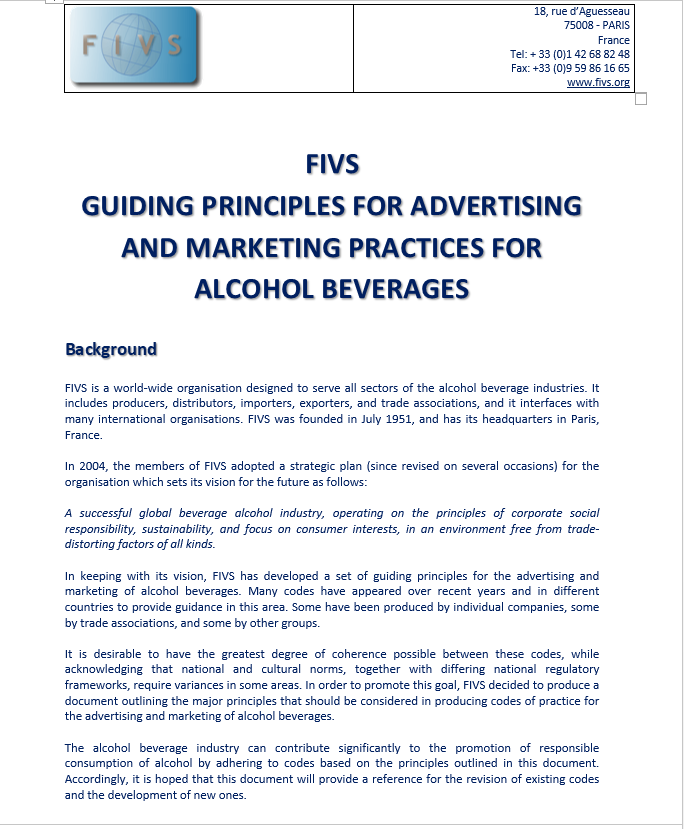 FIVS
18, rue d'Aguesseau
75008 - PARIS
France
Tel: + 33 (0)1 42 68 82 48
Fax: +33 (0)9 59 86 16 65
www.fivs.org
FIVS
GUIDING PRINCIPLES FOR ADVERTISING
AND MARKETING PRACTICES FOR
ALCOHOL BEVERAGES
Background
FIVS is a world-wide organisation designed to serve all sectors of the alcohol beverage industries. It
includes producers, distributors, importers, exporters, and trade associations, and it interfaces with
many international organisations. FIVS was founded in July 1951, and has its headquarters in Paris,
France.
In 2004, the members of FIVS adopted a strategic plan (since revised on several occasions) for the
organisation which sets its vision for the future as follows:
A successful global beverage alcohol industry, operating on the principles of corporate social
responsibility, sustainability, and focus on consumer interests, in an environment free from trade-
distorting factors of all kinds.
In keeping with its vision, FIVS has developed a set of guiding principles for the advertising and
marketing of alcohol beverages. Many codes have appeared over recent years and in different
countries to provide guidance in this area. Some have been produced by individual companies, some
by trade associations, and some by other groups.
It is desirable to have the greatest degree of coherence possible between these codes, while
acknowledging that national and cultural norms, together with differing national regulatory
frameworks, require variances in some areas. In order to promote this goal, FIVS decided to produce a
document outlining the major principles that should be considered in producing codes of practice for
the advertising and marketing of alcohol beverages.
The alcohol beverage industry can contribute significantly to the promotion of responsible
consumption of alcohol by adhering to codes based on the principles outlined in this document.
Accordingly, it is hoped that this document will provide a reference for the revision of existing codes
and the development of new ones.